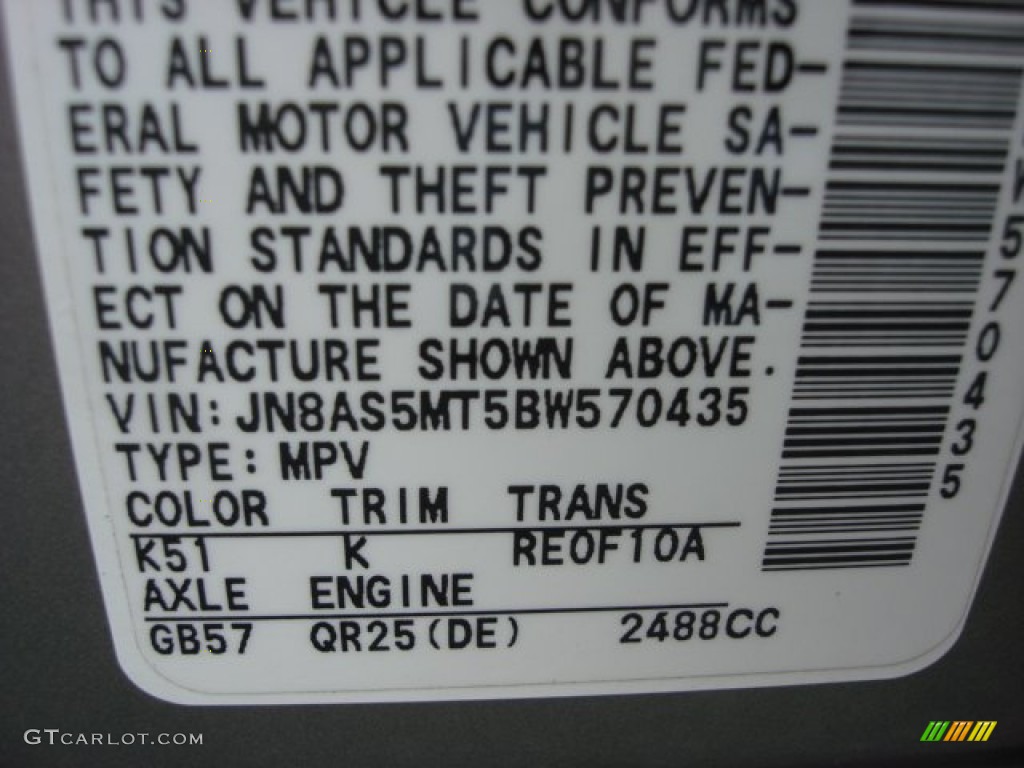 THIS VEHICLE CONFORMS
TO ALL APPLICABLE FED-
ERAL MOTOR VEHICLE SA-
FETY AND THEFT PREVEN-
TION STANDARDS IN EFF-
ECT ON THE DATE OF MA-
NUFACTURE SHOWN ABOVE.
VIN:JN8AS5MT5BW570435
TYPE:MPV
COLOR TRIM TRANS
K51 K RE0F10A
AXLE ENGINE
GB57 QR25(DE) 2488CC
570435
GTCARLOT.COM